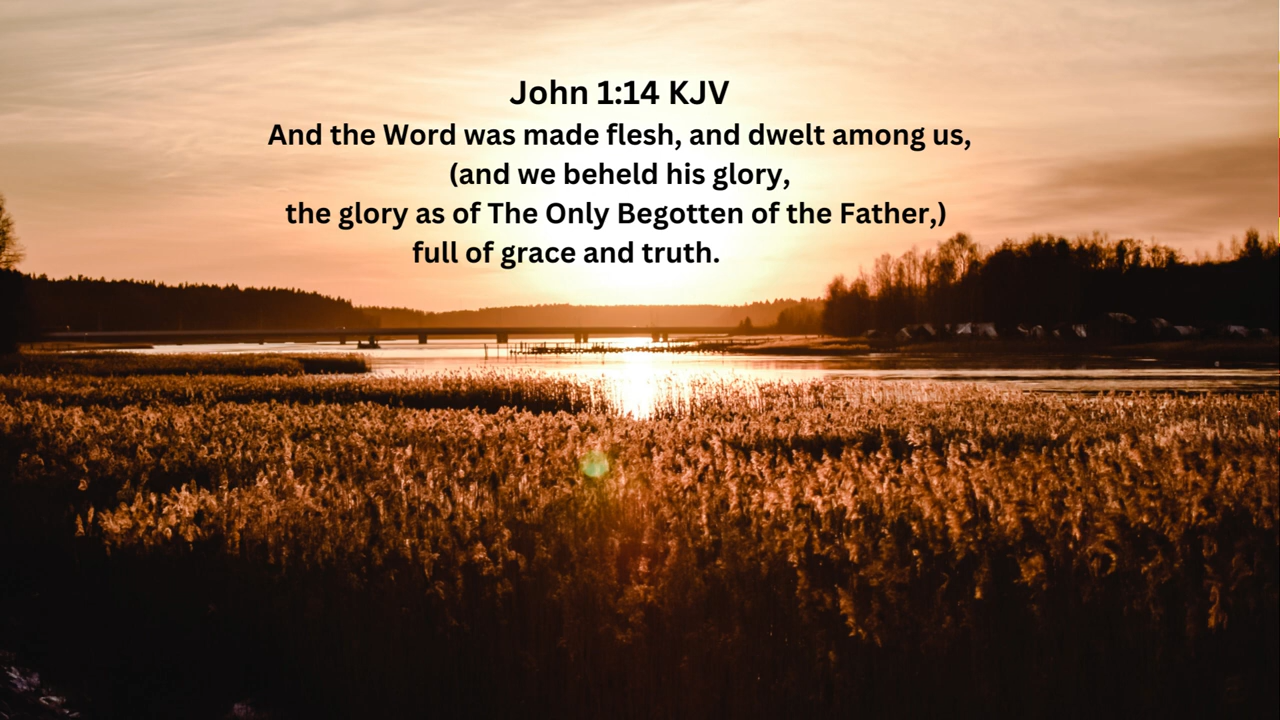 John 1:14 KJV
And the Word was made flesh, and dwelt among us,
(and we beheld his glory,
the glory as of The Only Begotten of the Father,)
full of grace and truth.